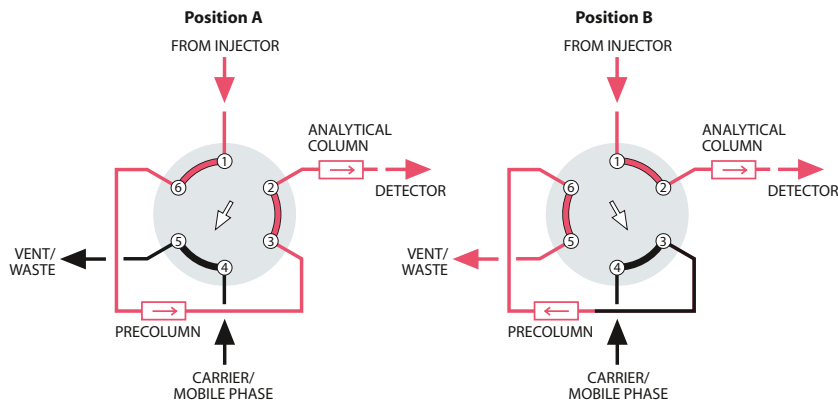 Position A
FROM INJECTOR
ANALYTICAL
COLUMN
DETECTOR
1
2
3
4
5
6
VENT/
WASTE
PRECOLUMN
CARRIER/
MOBILE PHASE
Position B
FROM INJECTOR
ANALYTICAL
COLUMN
DETECTOR
1
2
3
4
5
6
VENT/
WASTE
PRECOLUMN
CARRIER/
MOBILE PHASE